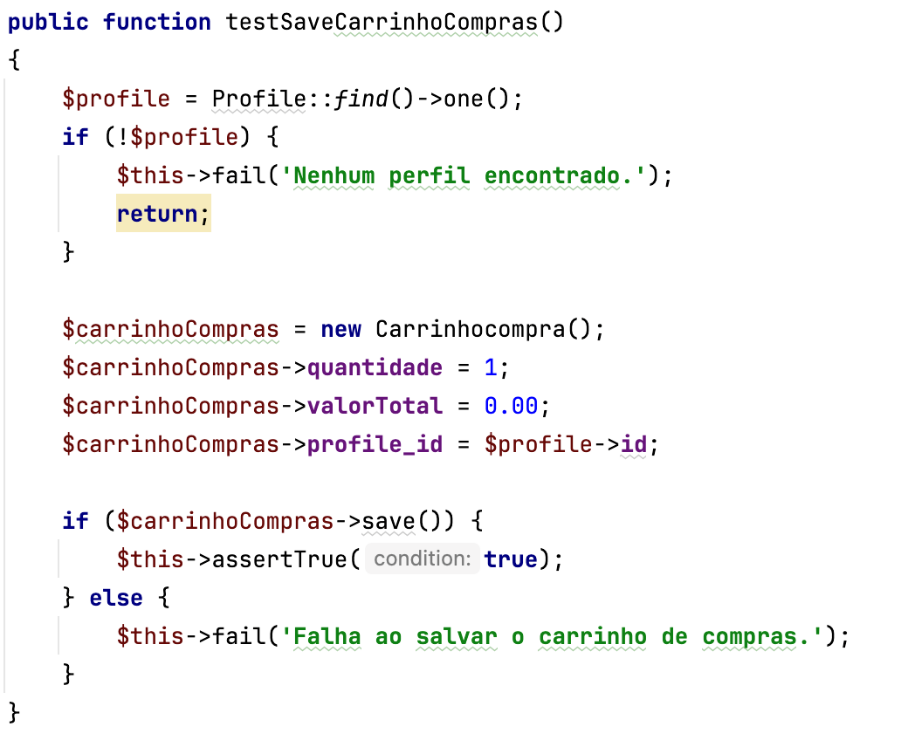 public function testSaveCarrinhoCompras()
{
    $profile = Profile::find()->one();
    if (!$profile) {
        $this->fail('Nenhum perfil encontrado.');
        return;
    }

    $carrinhoCompras = new Carrinhocompra();
    $carrinhoCompras->quantidade = 1;
    $carrinhoCompras->valorTotal = 0.00;
    $carrinhoCompras->profile_id = $profile->id;

    if ($carrinhoCompras->save()) {
        $this->assertTrue( condition: true);
    } else {
        $this->fail('Falha ao salvar o carrinho de compras.');
    }
}